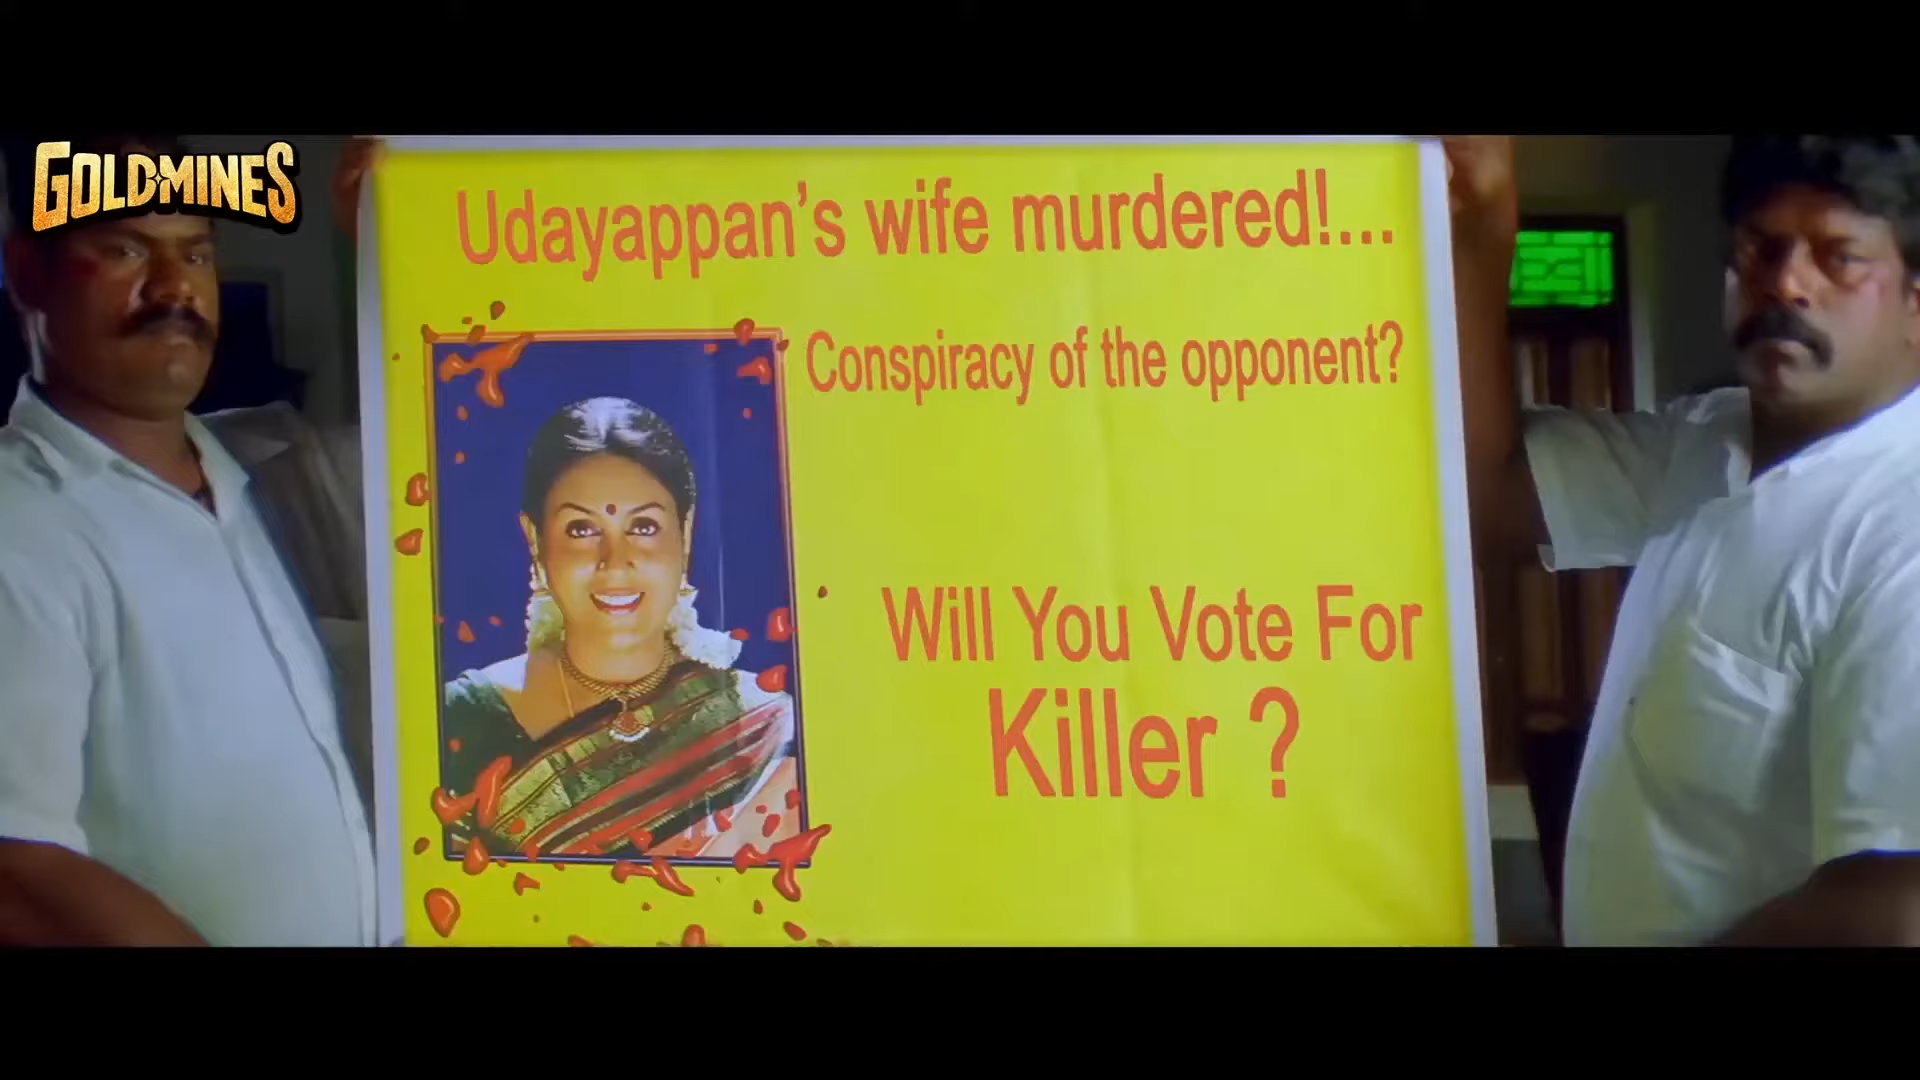 GOLDMINES
Udayappan's wife murdered!...
Conspiracy of the opponent?
Will You Vote For
Killer ?